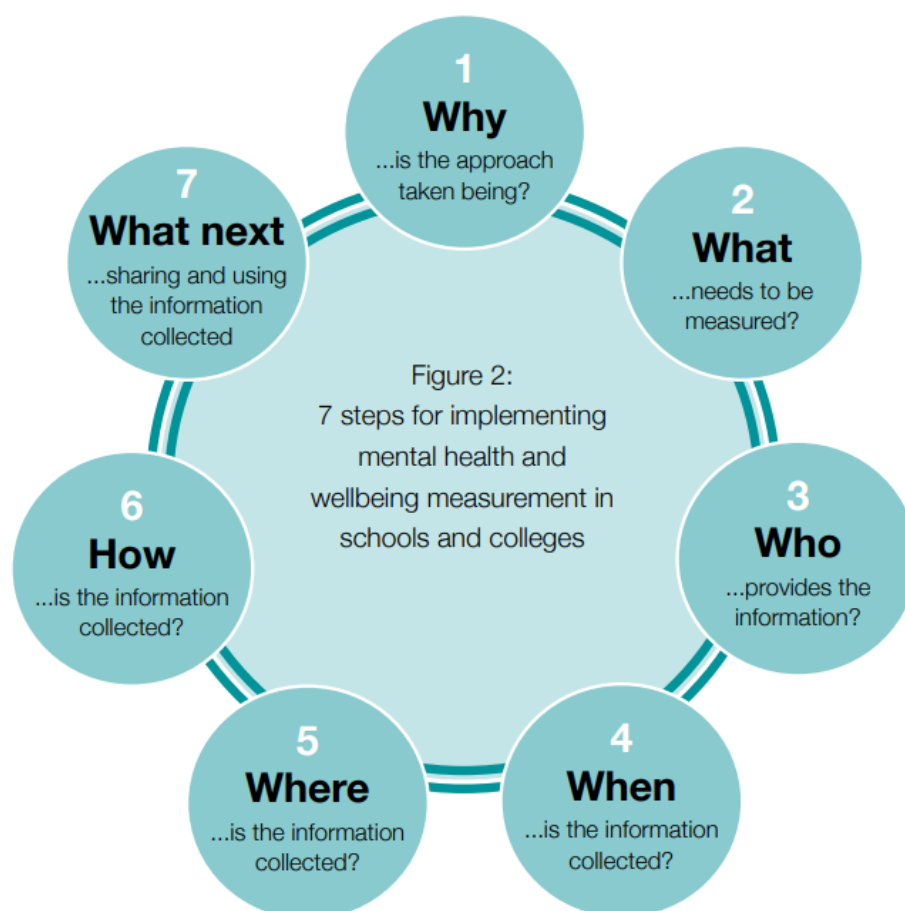 1
Why
...is the approach
taken being?
2
What
...needs to be
measured?
3
Who
...provides the
information?
4
When
...is the information
collected?
5
Where
...is the information
collected?
6
How
...is the information
collected?
7
What next
...sharing and using
the information
collected
Figure 2:
7 steps for implementing
mental health and
wellbeing measurement in
schools and colleges